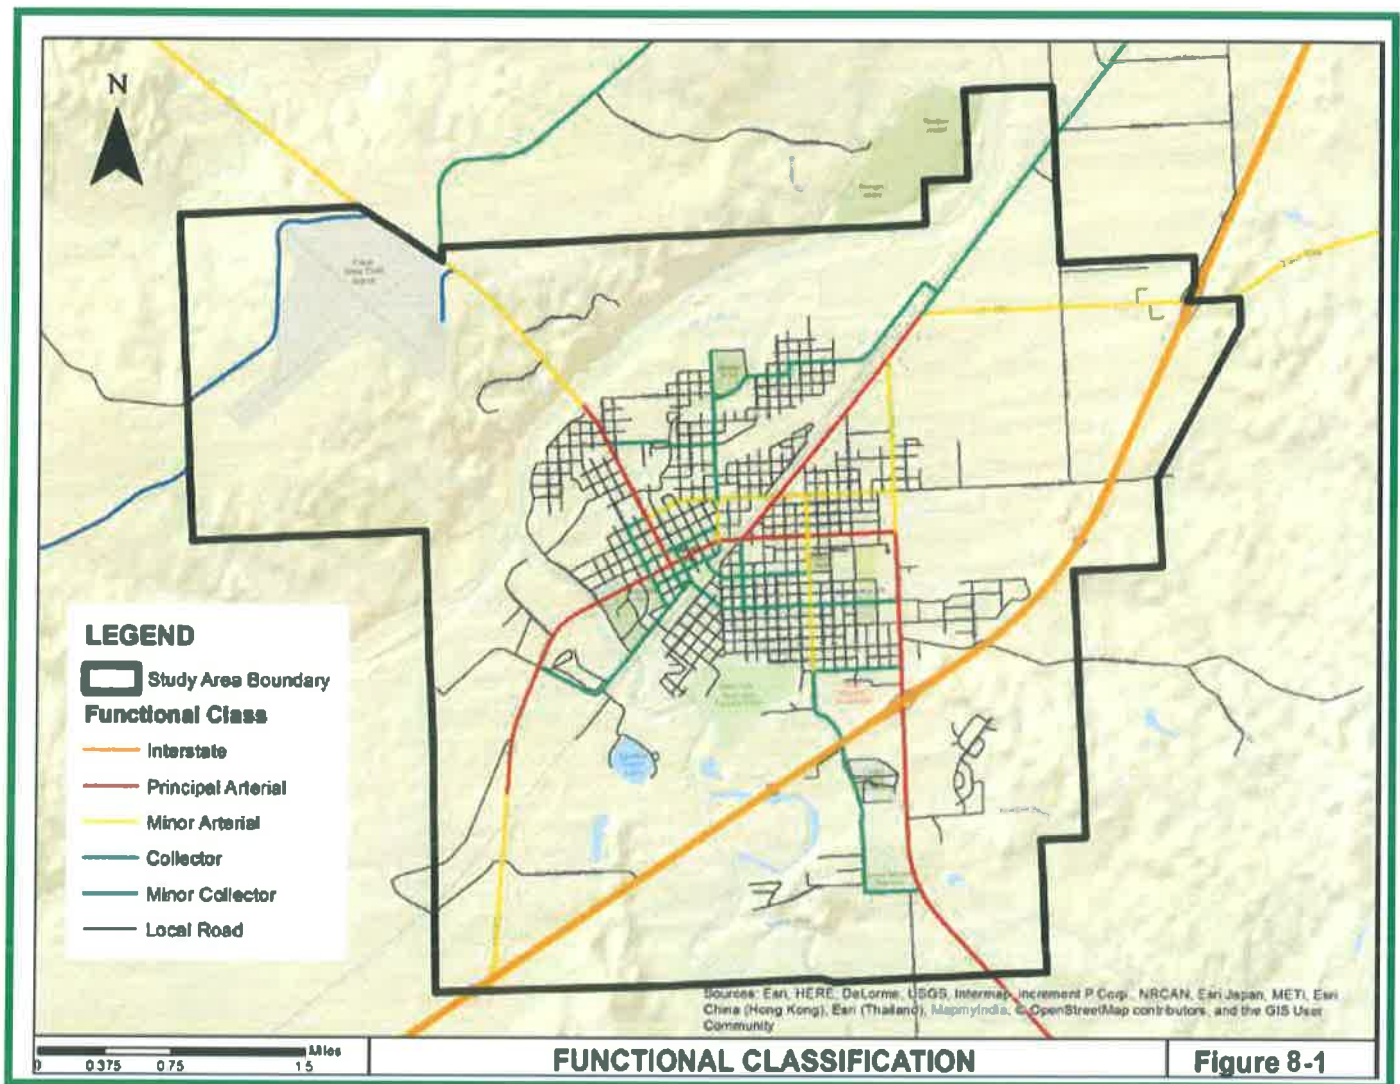 N
LEGEND
Study Area Boundary
Functional Class
Interstate
Principal Arterial
Minor Arterial
Collector
Minor Collector
Local Road
Sources: Esri, HERE, DeLorme, USGS, Intermap, increment P Corp., NRCAN, Esri Japan, METI, Esri
China (Hong Kong), Esri (Thailand), MapmyIndia, © OpenStreetMap contributors, and the GIS User
Community
Miles
0 0.375 0.75 1.5
FUNCTIONAL CLASSIFICATION
Figure 8-1